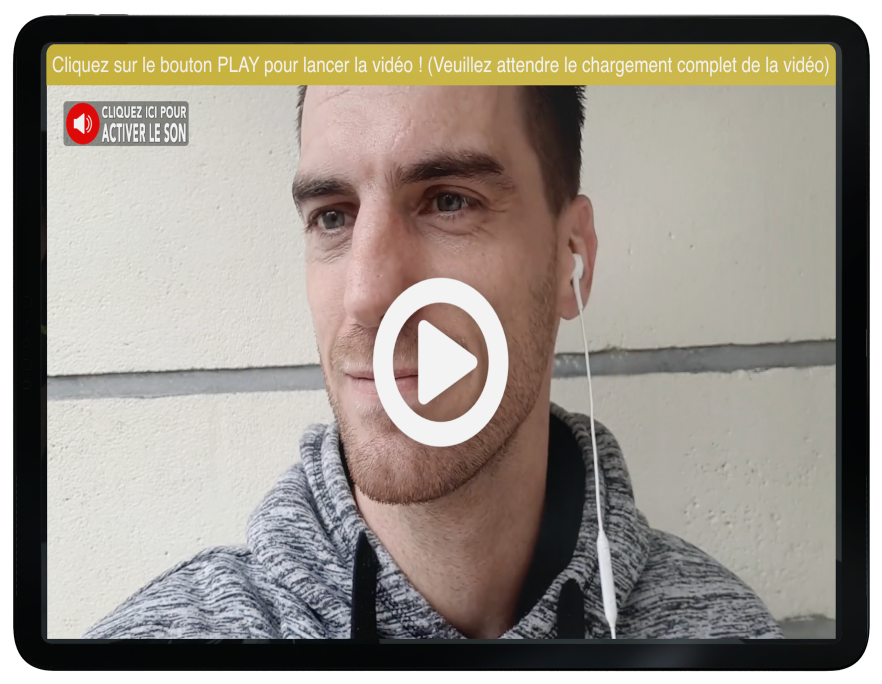 Cliquez sur le bouton PLAY pour lancer la vidéo ! (Veuillez attendre le chargement complet de la vidéo)
CLIQUEZ ICI POUR
ACTIVER LE SON